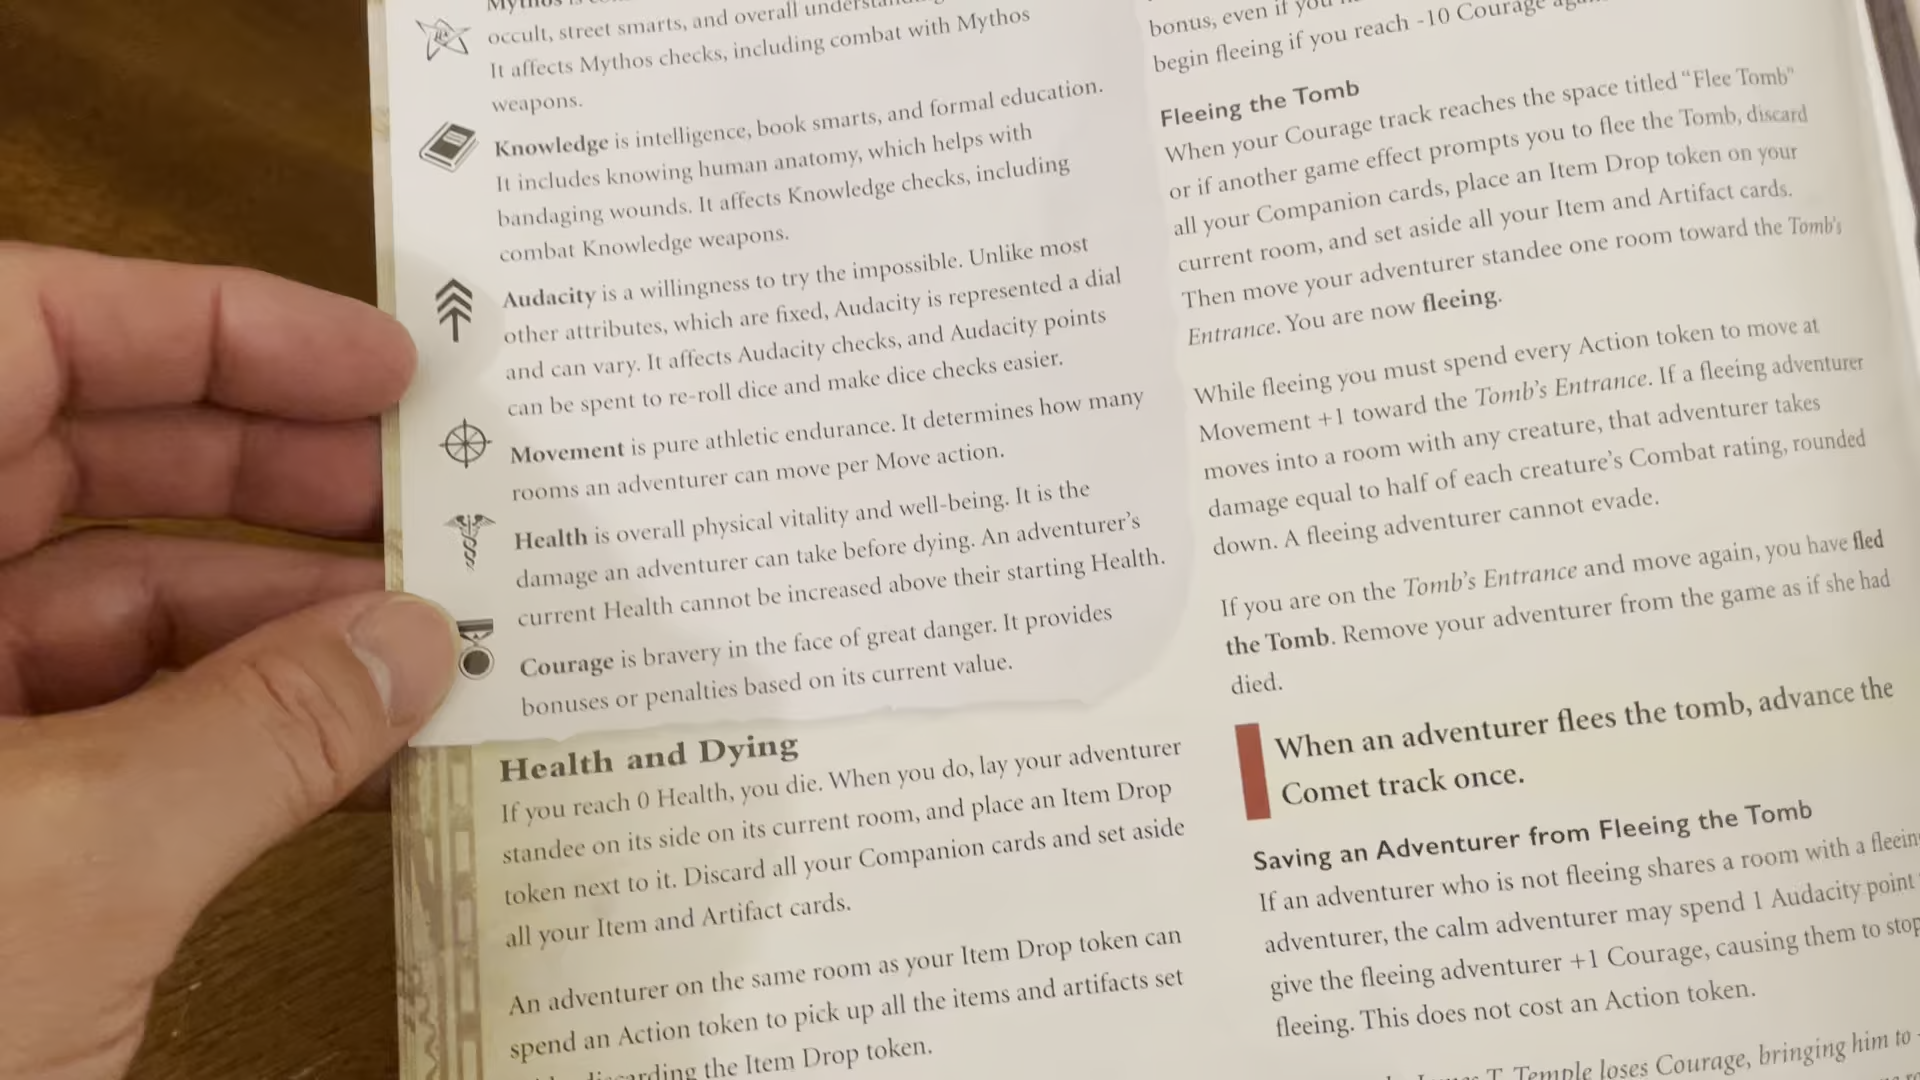 occult, street smarts, and overall
It affects Mythos checks, including combat with Mythos
weapons.
Knowledge is intelligence, book smarts, and formal education.
It includes knowing human anatomy, which helps with
bandaging wounds. It affects Knowledge checks, including
combat Knowledge weapons.
Audacity is a willingness to try the impossible. Unlike most
other attributes, which are fixed, Audacity is represented a dial
and can vary. It affects Audacity checks, and Audacity points
can be spent to re-roll dice and make dice checks easier.
Movement is pure athletic endurance. It determines how many
rooms an adventurer can move per Move action.
Health is overall physical vitality and well-being. It is the
damage an adventurer can take before dying. An adventurer's
current Health cannot be increased above their starting Health.
Courage is bravery in the face of great danger. It provides
bonuses or penalties based on its current value.
Health and Dying
If you reach 0 Health, you die. When you do, lay your adventurer
standee on its side on its current room, and place an Item Drop
token next to it. Discard all your Companion cards and set aside
all your Item and Artifact cards.
An adventurer on the same room as your Item Drop token can
spend an Action token to pick up all the items and artifacts set
the Item Drop token.
bonus, even if you
begin fleeing if you reach -10 Courage
Fleeing the Tomb
When your Courage track reaches the space titled "Flee Tomb"
or if another game effect prompts you to flee the Tomb, discard
all your Companion cards, place an Item Drop token on your
current room, and set aside all your Item and Artifact cards.
Then move your adventurer standee one room toward the Tomb's
Entrance. You are now fleeing.
While fleeing you must spend every Action token to move at
Movement +1 toward the Tomb's Entrance. If a fleeing adventurer
moves into a room with any creature, that adventurer takes
damage equal to half of each creature's Combat rating, rounded
down. A fleeing adventurer cannot evade.
If you are on the Tomb's Entrance and move again, you have fled
the Tomb. Remove your adventurer from the game as if she had
died.
When an adventurer flees the tomb, advance the
Comet track once.
Saving an Adventurer from Fleeing the Tomb
If an adventurer who is not fleeing shares a room with a
adventurer, the calm adventurer may spend 1 Audacity point
give the fleeing adventurer +1 Courage, causing them to stop
fleeing. This does not cost an Action token.
T. Temple loses Courage, bringing him to